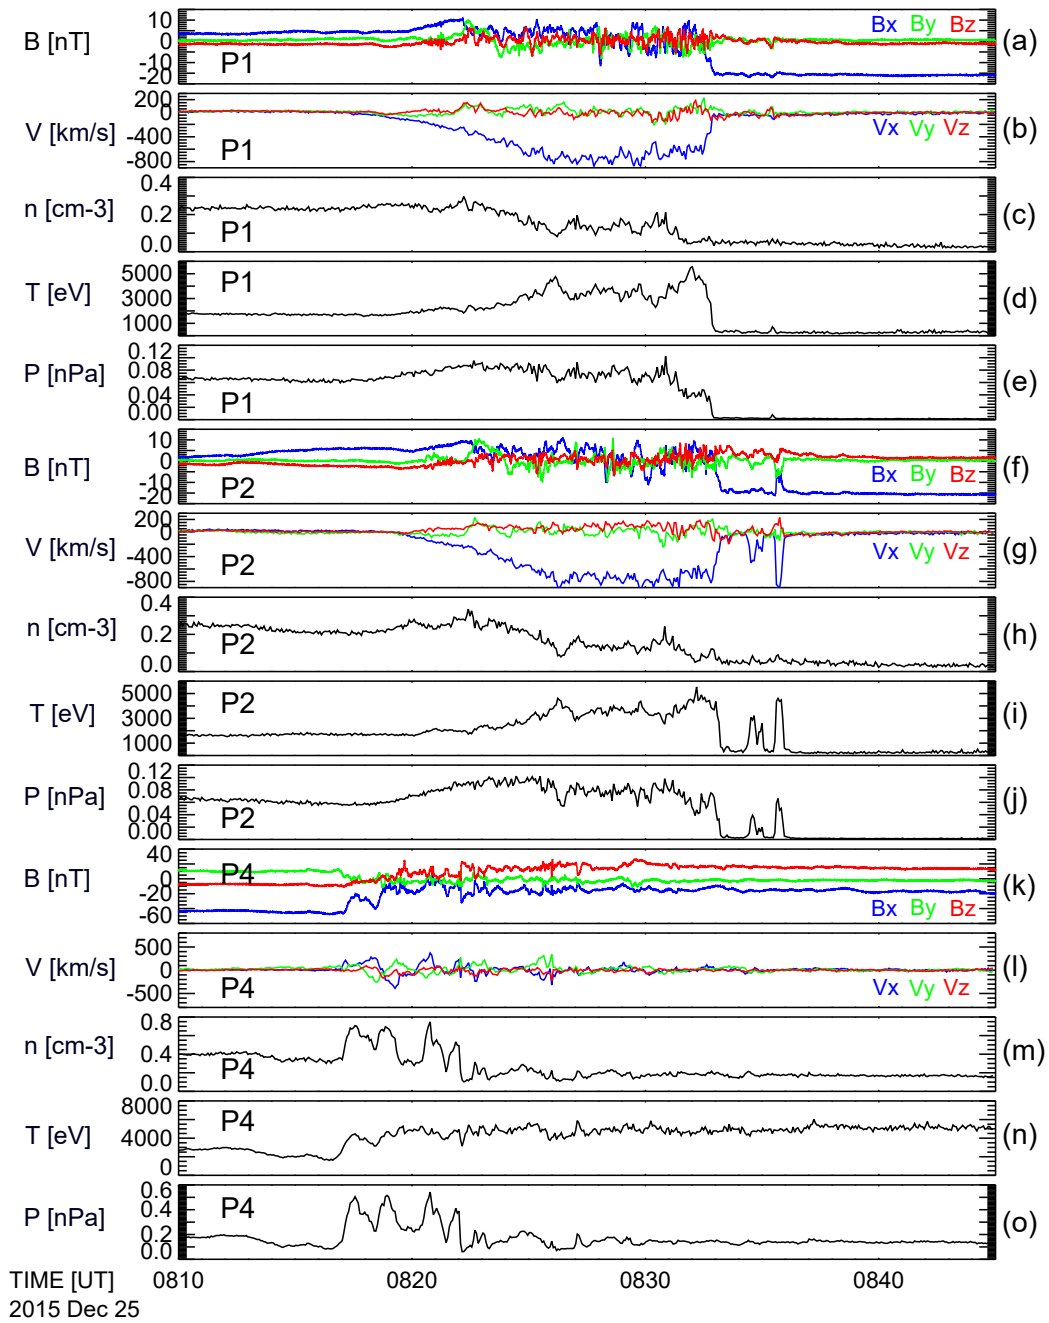 B [nT]
10
0
-10
-20
P1
Bx By Bz
(a)
V [km/s]
200
0
-400
-800
P1
Vx Vy Vz
(b)
n [cm-3]
0.4
0.2
0.0
P1
(c)
T [eV]
5000
3000
1000
P1
(d)
P [nPa]
0.12
0.04
0.00
P1
(e)
B [nT]
10
0
-10
-20
P2
Bx By Bz
(f)
V [km/s]
200
0
-400
-800
P2
Vx Vy Vz
(g)
n [cm-3]
0.4
0.2
0.0
P2
(h)
T [eV]
5000
3000
1000
P2
(i)
P [nPa]
0.12
0.04
0.00
P2
(j)
B [nT]
40
0
-20
-60
P4
Bx By Bz
(k)
V [km/s]
500
0
-500
P4
Vx Vy Vz
(l)
n [cm-3]
0.8
0.4
0.0
P4
(m)
T [eV]
8000
4000
0
P4
(n)
P [nPa]
0.6
0.4
0.2
0.0
P4
(o)
TIME [UT] 0810 0820 0830 0840
2015 Dec 25